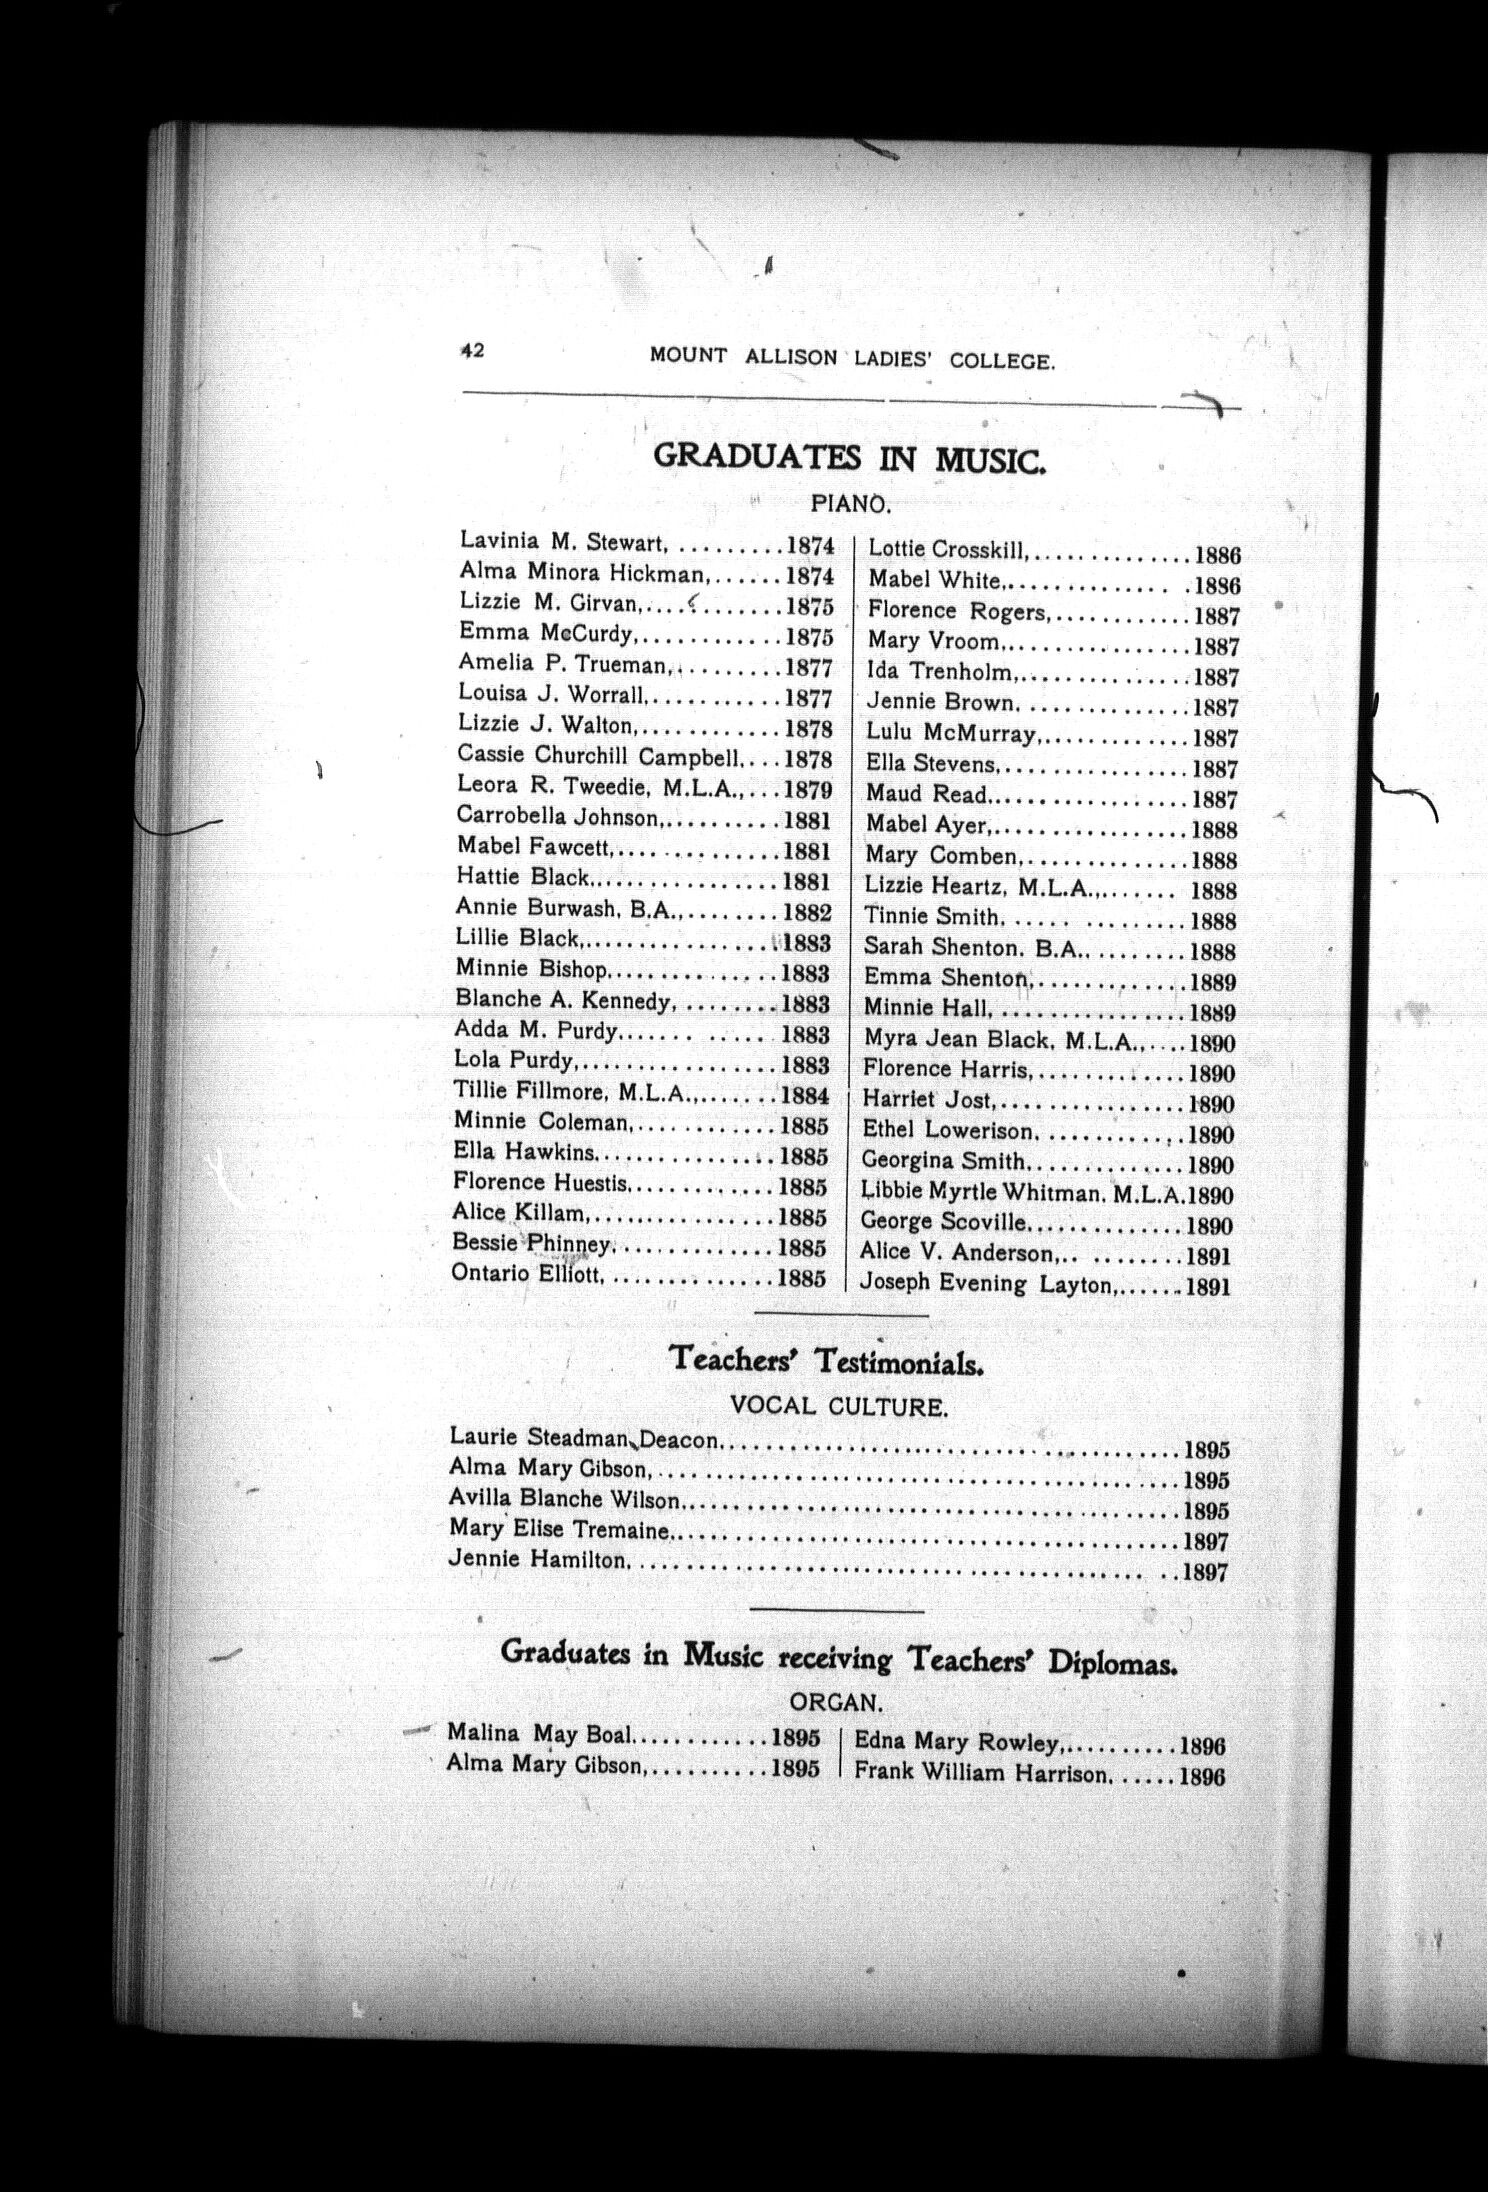 42 MOUNT ALLISON LADIES' COLLEGE.
GRADUATES IN MUSIC.
PIANO.
Lavinia M. Stewart, .........1874
Alma Minora Hickman,......1874
Lizzie M. Girvan,............1875
Emma McCurdy,............1875
Amelia P. Trueman,.........1877
Louisa J. Worrall,...........1877
Lizzie J. Walton,............1878
Cassie Churchill Campbell,...1878
Leora R. Tweedie, M.L.A.,...1879
Carrobella Johnson,..........1881
Mabel Fawcett,..............1881
Hattie Black,................1881
Annie Burwash, B.A.,........1882
Lillie Black,.................1883
Minnie Bishop,..............1883
Blanche A. Kennedy, ........1883
Adda M. Purdy....... ......1883
Lola Purdy,.................1883
Tillie Fillmore, M.L.A.,.......1884
Minnie Coleman,............1885
Ella Hawkins................1885
Florence Huestis.............1885
Alice Killam,................1885
Bessie Phinney, .............1885
Ontario Elliott, ..............1885
Lottie Crosskill,..............1886
Mabel White,............... .1886
Florence Rogers,............1887
Mary Vroom,................1887
Ida Trenholm,...............1887
Jennie Brown, ..............1887
Lulu McMurray,.............1887
Ella Stevens,.................1887
Maud Read..................1887
Mabel Ayer,.................1888
Mary Comben,..............1888
Lizzie Heartz, M.L.A.,....... 1888
Tinnie Smith, ..... .........1888
Sarah Shenton, B.A.. ........1888
Emma Shenton,.............1889
Minnie Hall, ................1889
Myra Jean Black, M.L.A.,....1890
Florence Harris,.............1890
Harriet Jost,................1890
Ethel Lowerison, ............1890
Georgina Smith..............1890
Libbie Myrtle Whitman, M.L.A.1890
George Scoville..............1890
Alice V. Anderson,.. ........1891
Joseph Evening Layton,......1891
Teachers' Testimonials.
VOCAL CULTURE.
Laurie Steadman Deacon..........................................1895
Alma Mary Gibson,..............................................1895
Avilla Blanche Wilson............................................1895
Mary Elise Tremaine.............................................1897
Jennie Hamilton, ............................................. ..1897
Graduates in Music receiving Teachers' Diplomas.
ORGAN.
Malina May Boal............1895
Alma Mary Gibson,..........1895
Edna Mary Rowley,..........1896
Frank William Harrison, ......1896